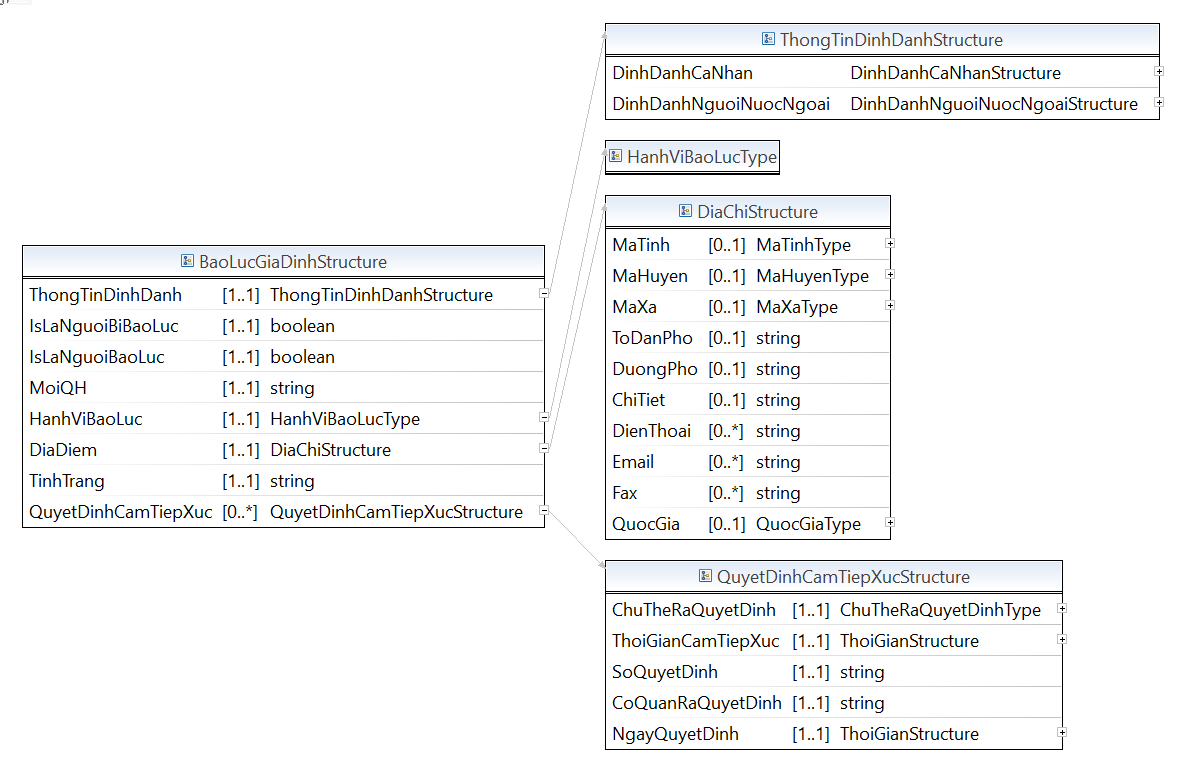 BaoLucGiaDinhStructure
ThongTinDinhDanh [1..1] ThongTinDinhDanhStructure
IsLaNguoiBiBaoLuc [1..1] boolean
IsLaNguoiBaoLuc [1..1] boolean
MoiQH [1..1] string
HanhViBaoLuc [1..1] HanhViBaoLucType
DiaDiem [1..1] DiaChiStructure
TinhTrang [1..1] string
QuyetDinhCamTiepXuc [0..*] QuyetDinhCamTiepXucStructure
ThongTinDinhDanhStructure
DinhDanhCaNhan DinhDanhCaNhanStructure
DinhDanhNguoiNuocNgoai DinhDanhNguoiNuocNgoaiStructure
HanhViBaoLucType
DiaChiStructure
MaTinh [0..1] MaTinhType
MaHuyen [0..1] MaHuyenType
MaXa [0..1] MaXaType
ToDanPho [0..1] string
DuongPho [0..1] string
ChiTiet [0..1] string
DienThoai [0..*] string
Email [0..*] string
Fax [0..*] string
QuocGia [0..1] QuocGiaType
QuyetDinhCamTiepXucStructure
ChuTheRaQuyetDinh [1..1] ChuTheRaQuyetDinhType
ThoiGianCamTiepXuc [1..1] ThoiGianStructure
SoQuyetDinh [1..1] string
CoQuanRaQuyetDinh [1..1] string
NgayQuyetDinh [1..1] ThoiGianStructure